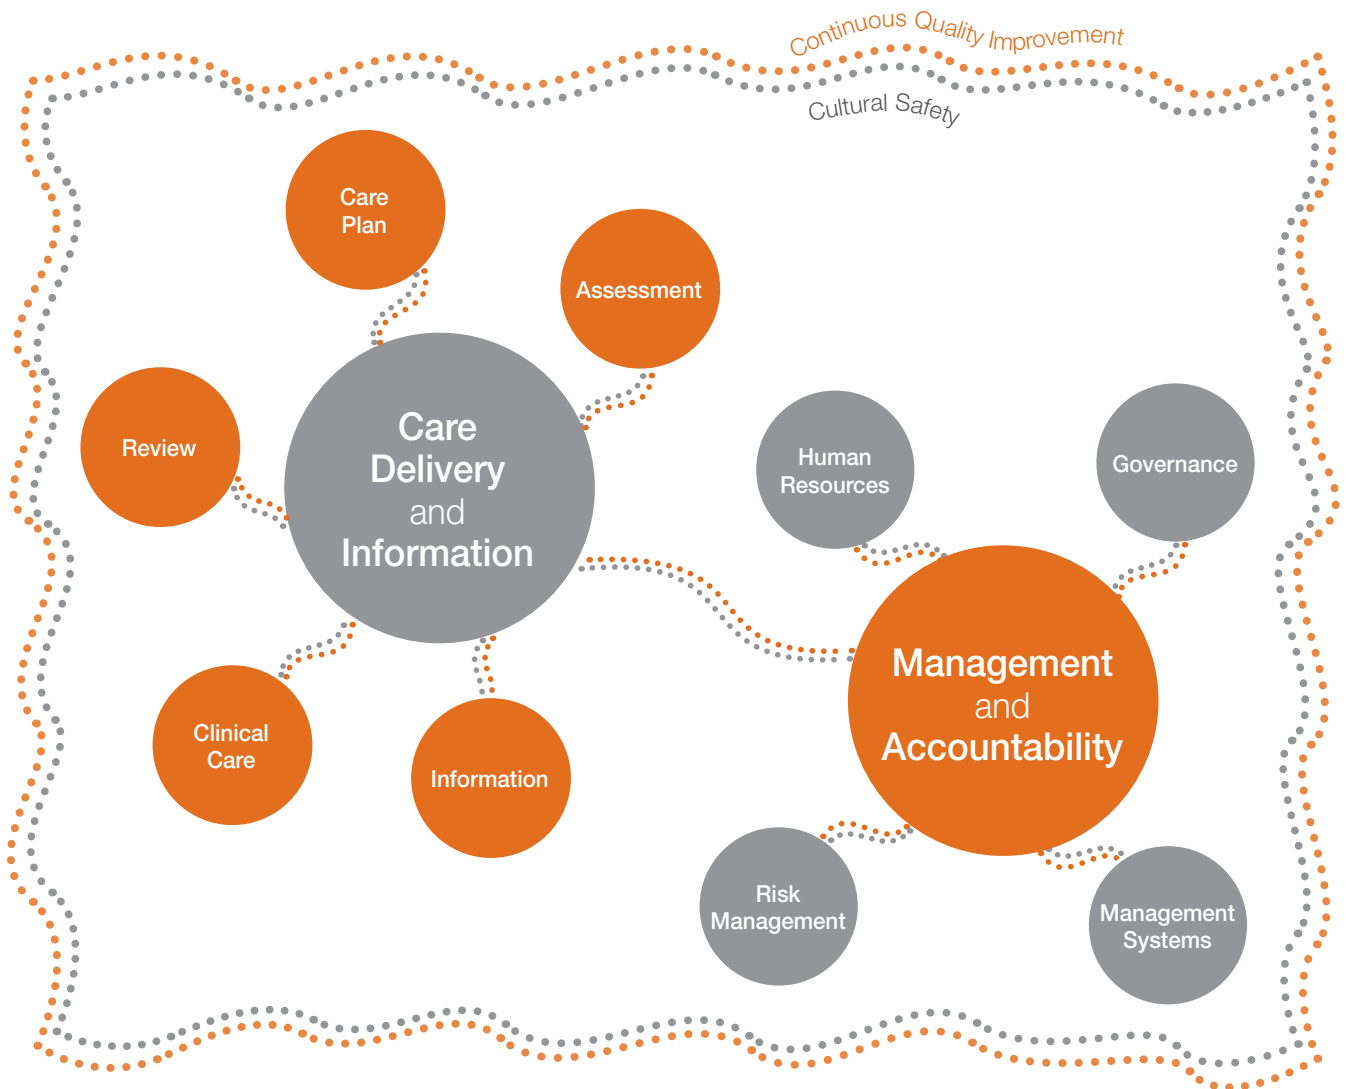 Continuous Quality Improvement
Cultural Safety
Care
Plan
Assessment
Review
Care
Delivery
and
Information
Human
Resources
Governance
Management
and
Accountability
Clinical
Care
Information
Risk
Management
Management
Systems